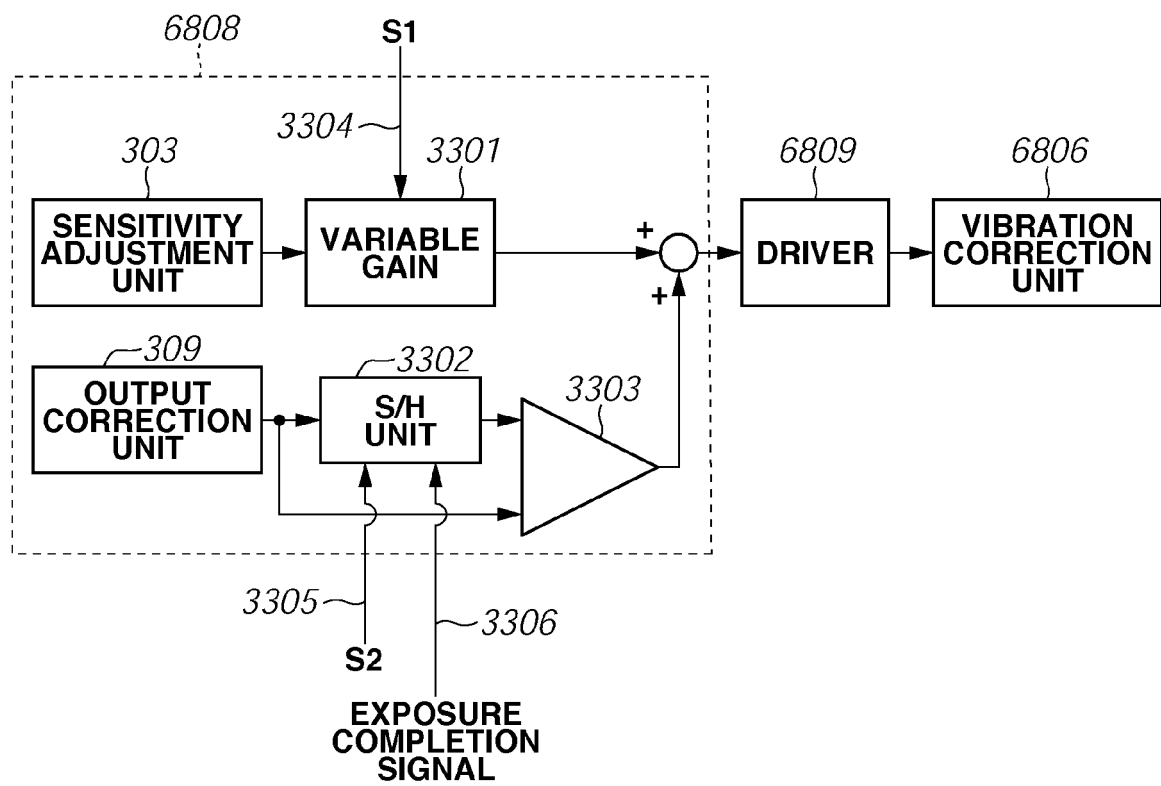 6808
S1
3304
303
3301
6809
6806
SENSITIVITY
ADJUSTMENT
UNIT
VARIABLE
GAIN
+
+
DRIVER
VIBRATION
CORRECTION
UNIT
309
3302
3303
OUTPUT
CORRECTION
UNIT
S/H
UNIT
3305
3306
S2
EXPOSURE
COMPLETION
SIGNAL